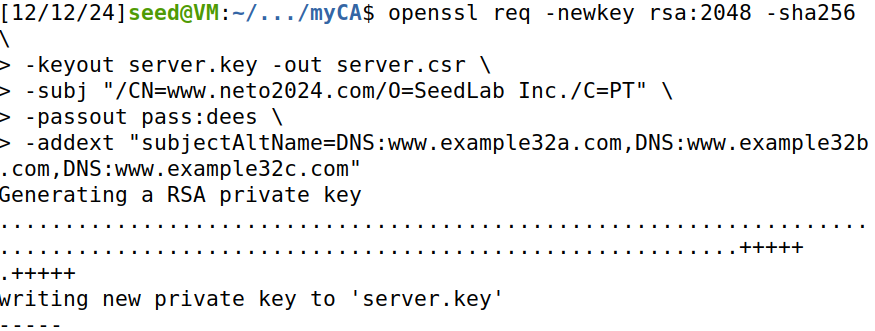 [12/12/24]seed@VM:~/.../myCA$ openssl req -newkey rsa:2048 -sha256
\
> -keyout server.key -out server.csr \
> -subj "/CN=www.neto2024.com/O=SeedLab Inc./C=PT" \
> -passout pass:dees \
> -addext "subjectAltName=DNS:www.example32a.com,DNS:www.example32b
.com,DNS:www.example32c.com"
Generating a RSA private key
...................................................................
.........................................................+++++
.+++++
writing new private key to 'server.key'
-----